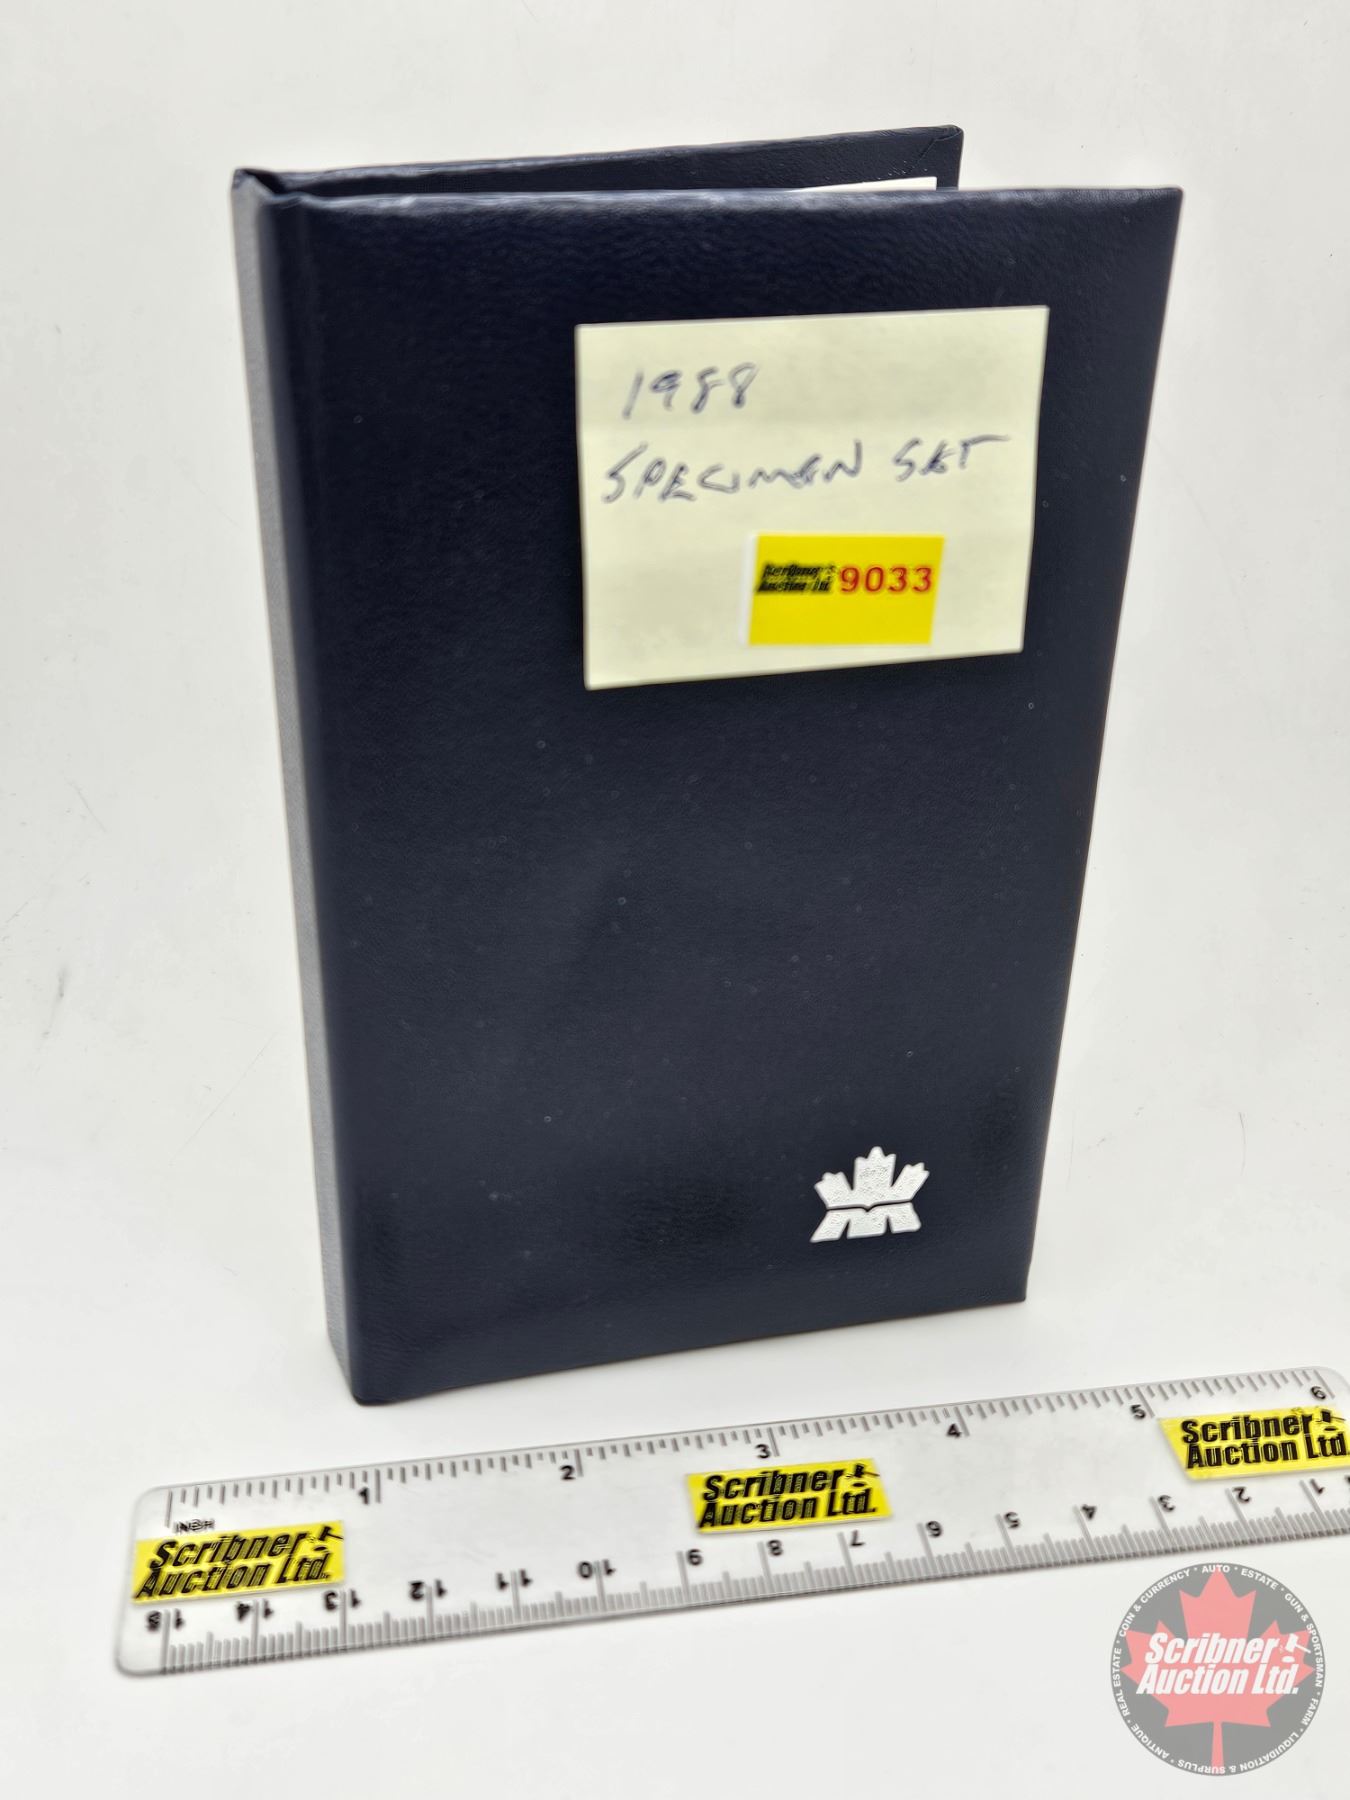 1988
SPECIMEN SET
Scribner
Auction Ltd. 9033
1 2 3 4 5 6
INCH
Scribner
Auction Ltd.
Scribner
Auction Ltd.
Scribner
Auction Ltd.
15 14 13 12 11 10 9 8 7 6 5 4 3 2 1
ANTIQUE * REAL ESTATE * COIN & CURRENCY * AUTO * ESTATE * GUN & SPORTSMAN * FARM * LIQUIDATION & SURPLUS *
Scribner
Auction Ltd.